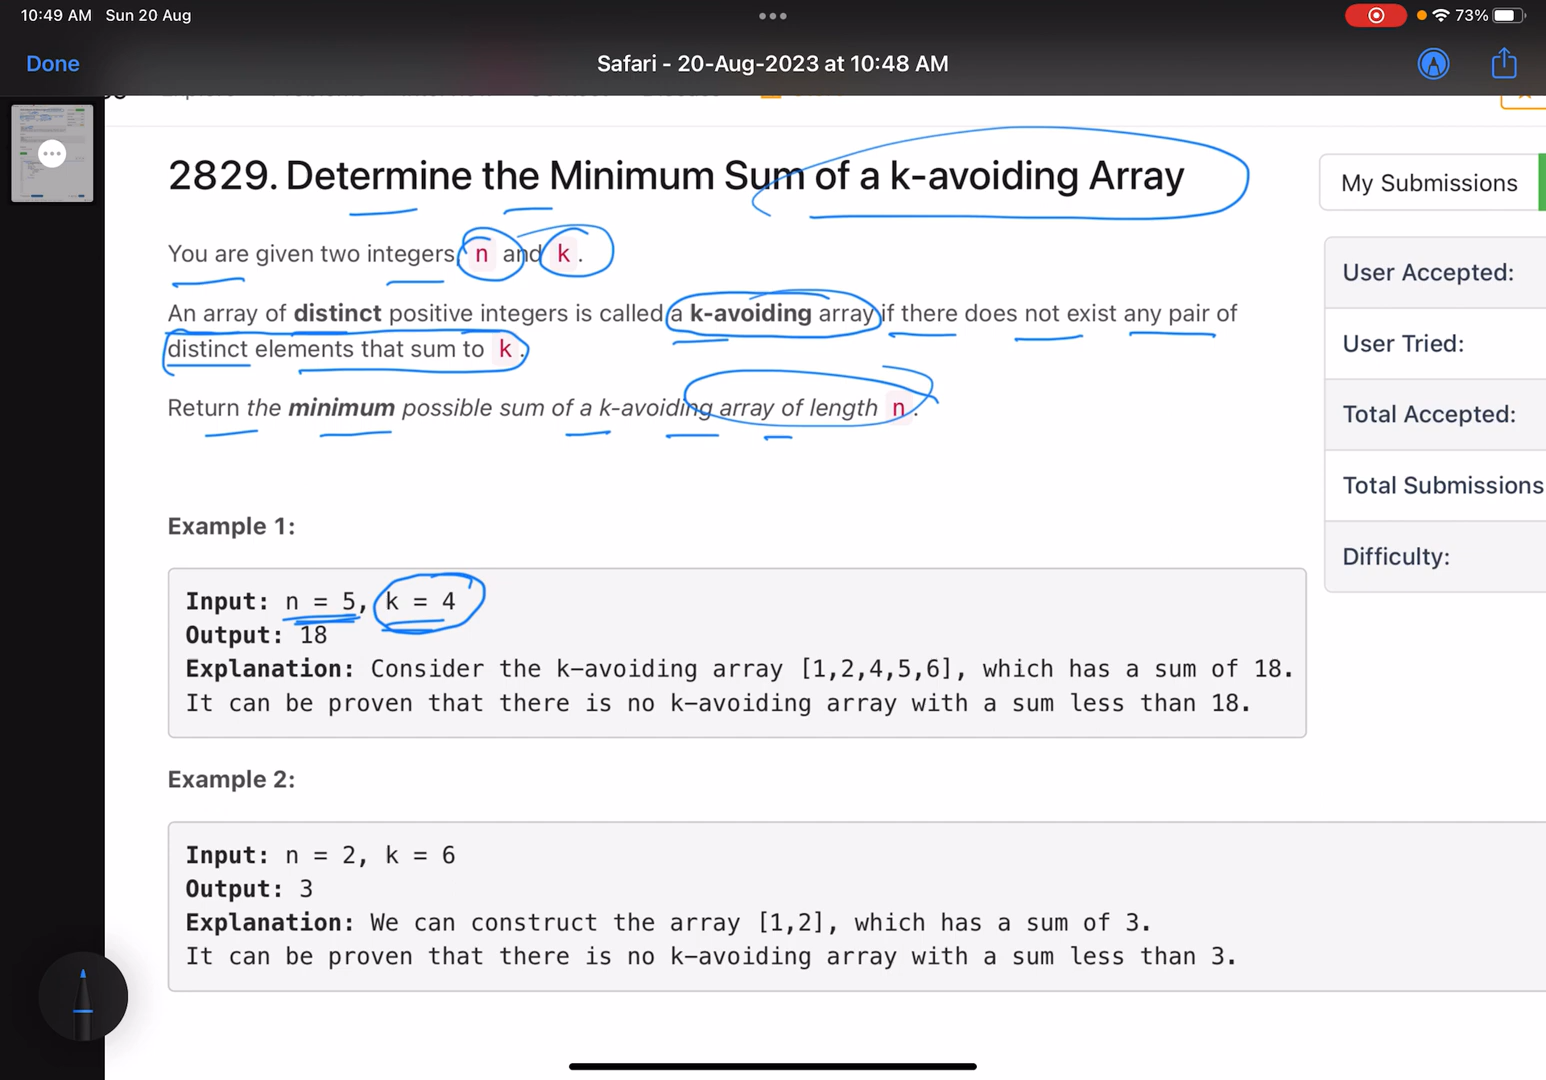 10:49 AM Sun 20 Aug
73%
Done
Safari - 20-Aug-2023 at 10:48 AM
2829. Determine the Minimum Sum of a k-avoiding Array
My Submissions
You are given two integers, n and k.
User Accepted:
An array of distinct positive integers is called a k-avoiding array if there does not exist any pair of
distinct elements that sum to k.
User Tried:
Return the minimum possible sum of a k-avoiding array of length n.
Total Accepted:
Total Submissions
Example 1:
Difficulty:
Input: n = 5, k = 4
Output: 18
Explanation: Consider the k-avoiding array [1,2,4,5,6], which has a sum of 18.
It can be proven that there is no k-avoiding array with a sum less than 18.
Example 2:
Input: n = 2, k = 6
Output: 3
Explanation: We can construct the array [1,2], which has a sum of 3.
It can be proven that there is no k-avoiding array with a sum less than 3.